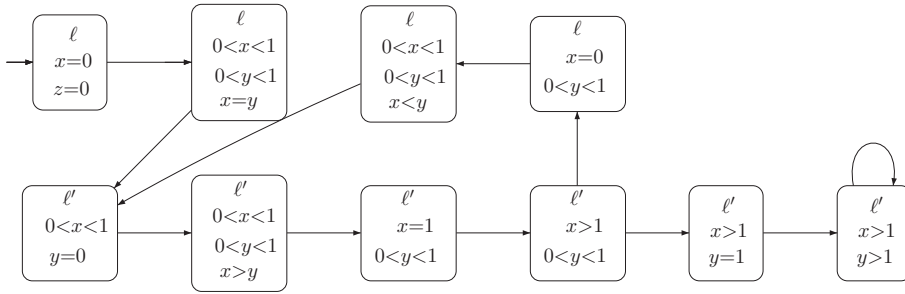 ℓ
x=0
z=0
ℓ
0<x<1
0<y<1
x=y
ℓ
0<x<1
0<y<1
x<y
ℓ
x=0
0<y<1
ℓ′
0<x<1
y=0
ℓ′
0<x<1
0<y<1
x>y
ℓ′
x=1
0<y<1
ℓ′
x>1
0<y<1
ℓ′
x>1
y=1
ℓ′
x>1
y>1